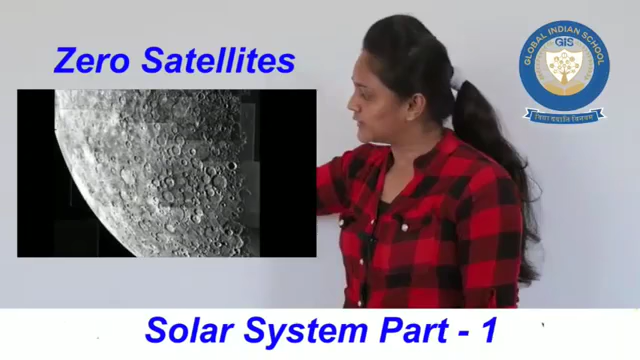 Zero Satellites
GLOBAL INDIAN SCHOOL
GIS
Solar System Part - 1